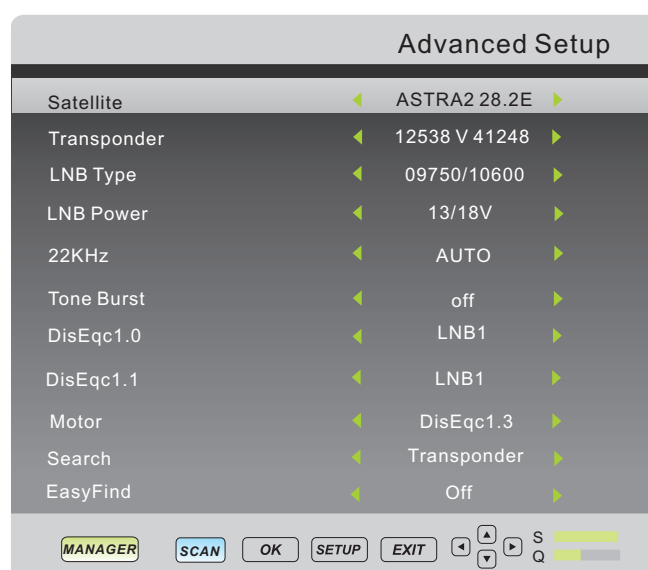 Advanced Setup
Satellite ASTRA2 28.2E
Transponder 12538 V 41248
LNB Type 09750/10600
LNB Power 13/18V
22KHz AUTO
Tone Burst off
DisEqc1.0 LNB1
DisEqc1.1 LNB1
Motor DisEqc1.3
Search Transponder
EasyFind Off
MANAGER SCAN OK SETUP EXIT S
Q